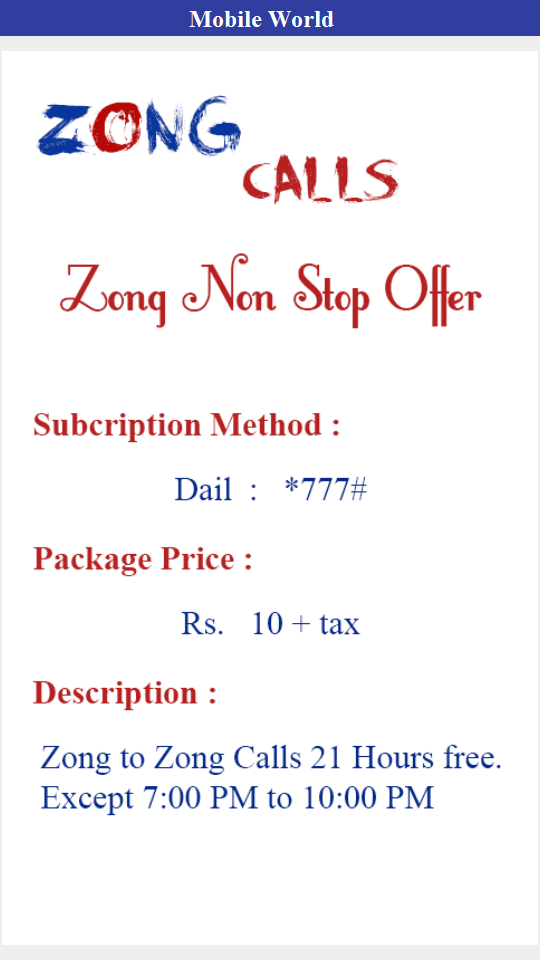 Mobile World
ZONG
CALLS
Zong Non Stop Offer
Subcription Method :
Dail : *777#
Package Price :
Rs. 10 + tax
Description :
Zong to Zong Calls 21 Hours free.
Except 7:00 PM to 10:00 PM